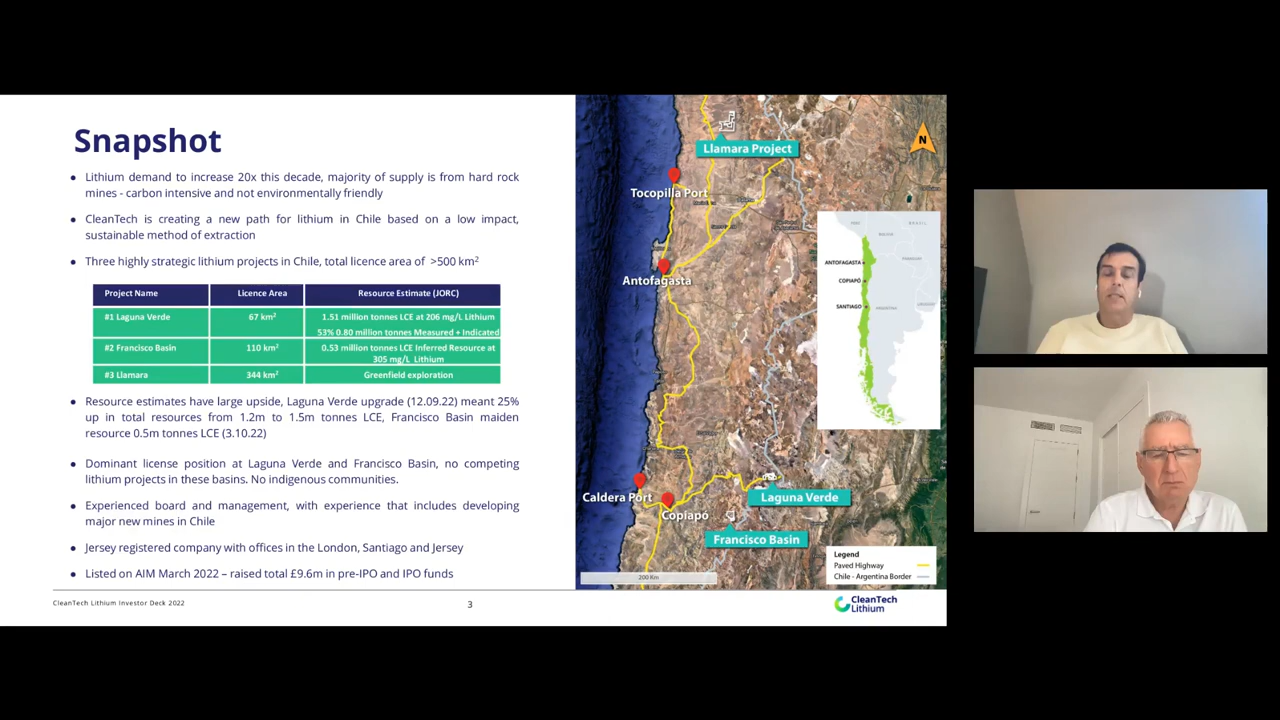 Snapshot
● Lithium demand to increase 20x this decade, majority of supply is from hard rock
mines - carbon intensive and not environmentally friendly
● CleanTech is creating a new path for lithium in Chile based on a low impact,
sustainable method of extraction
● Three highly strategic lithium projects in Chile, total licence area of >500 km²
Project Name Licence Area Resource Estimate (JORC)
#1 Laguna Verde 67 km² 1.51 million tonnes LCE at 206 mg/L Lithium
53% 0.80 million tonnes Measured + Indicated
#2 Francisco Basin 110 km² 0.53 million tonnes LCE Inferred Resource at
305 mg/L Lithium
#3 Llamara 344 km² Greenfield exploration
● Resource estimates have large upside, Laguna Verde upgrade (12.09.22) meant 25%
up in total resources from 1.2m to 1.5m tonnes LCE, Francisco Basin maiden
resource 0.5m tonnes LCE (3.10.22)
● Dominant license position at Laguna Verde and Francisco Basin, no competing
lithium projects in these basins. No indigenous communities.
● Experienced board and management, with experience that includes developing
major new mines in Chile
● Jersey registered company with offices in the London, Santiago and Jersey
● Listed on AIM March 2022 – raised total £9.6m in pre-IPO and IPO funds
CleanTech Lithium Investor Deck 2022
3
CleanTech
Lithium
N
Llamara Project
Tocopilla Port
Antofagasta
Caldera Port
Copiapó
Laguna Verde
Francisco Basin
ANTOFAGASTA
COPIAPÓ
SANTIAGO
Legend
Paved Highway
Chile - Argentina Border
200 Km